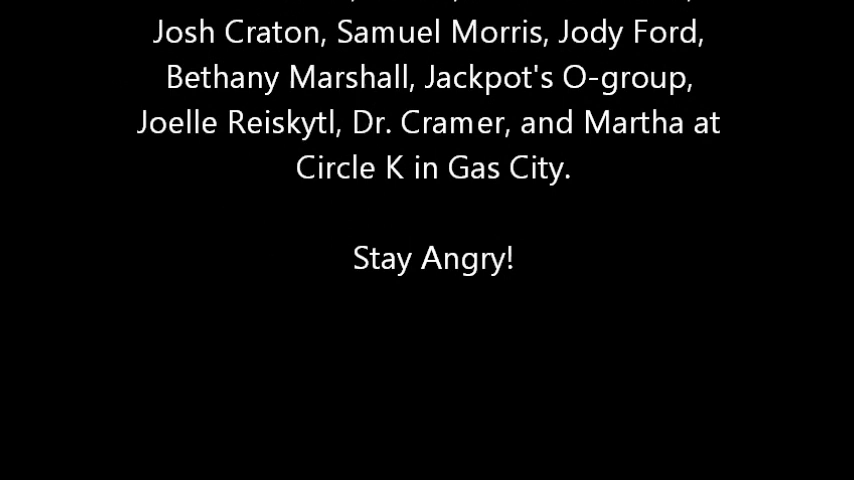 Josh Craton, Samuel Morris, Jody Ford,
Bethany Marshall, Jackpot's O-group,
Joelle Reiskytl, Dr. Cramer, and Martha at
Circle K in Gas City.
Stay Angry!